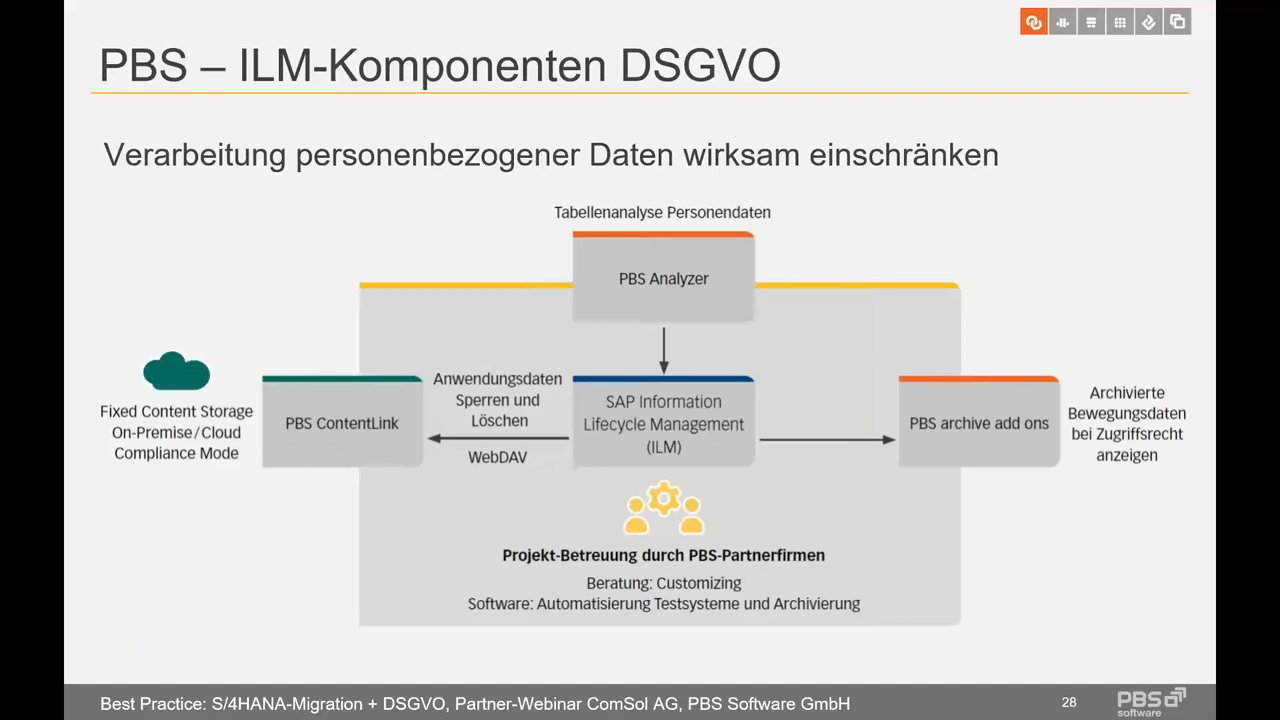 PBS – ILM-Komponenten DSGVO
Verarbeitung personenbezogener Daten wirksam einschränken
Tabellenanalyse Personendaten
PBS Analyzer
Fixed Content Storage
On-Premise/Cloud
Compliance Mode
PBS ContentLink
Anwendungsdaten
Sperren und
Löschen
WebDAV
SAP Information
Lifecycle Management
(ILM)
PBS archive add ons
Archivierte
Bewegungsdaten
bei Zugriffsrecht
anzeigen
Projekt-Betreuung durch PBS-Partnerfirmen
Beratung: Customizing
Software: Automatisierung Testsysteme und Archivierung
Best Practice: S/4HANA-Migration + DSGVO, Partner-Webinar ComSol AG, PBS Software GmbH
28
PBS
software